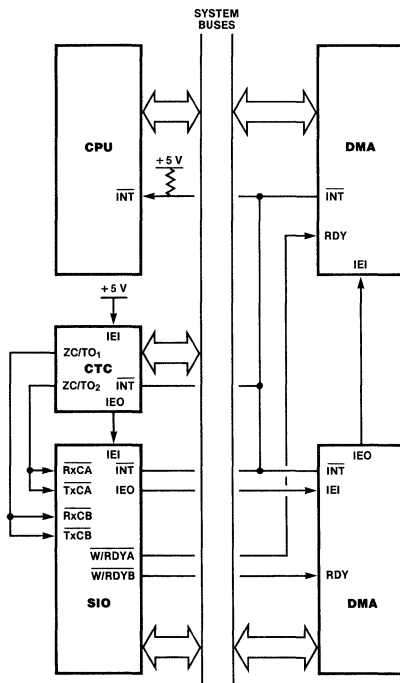 SYSTEM
BUSES
CPU
+5 V
INT
DMA
INT
RDY
IEI
+5 V
IEI
ZC/TO₁
CTC
ZC/TO₂
INT
IEO
IEI
RxCA
INT
TxCA
IEO
RxCB
TxCB
W/RDYA
W/RDYB
SIO
IEO
INT
IEI
RDY
DMA